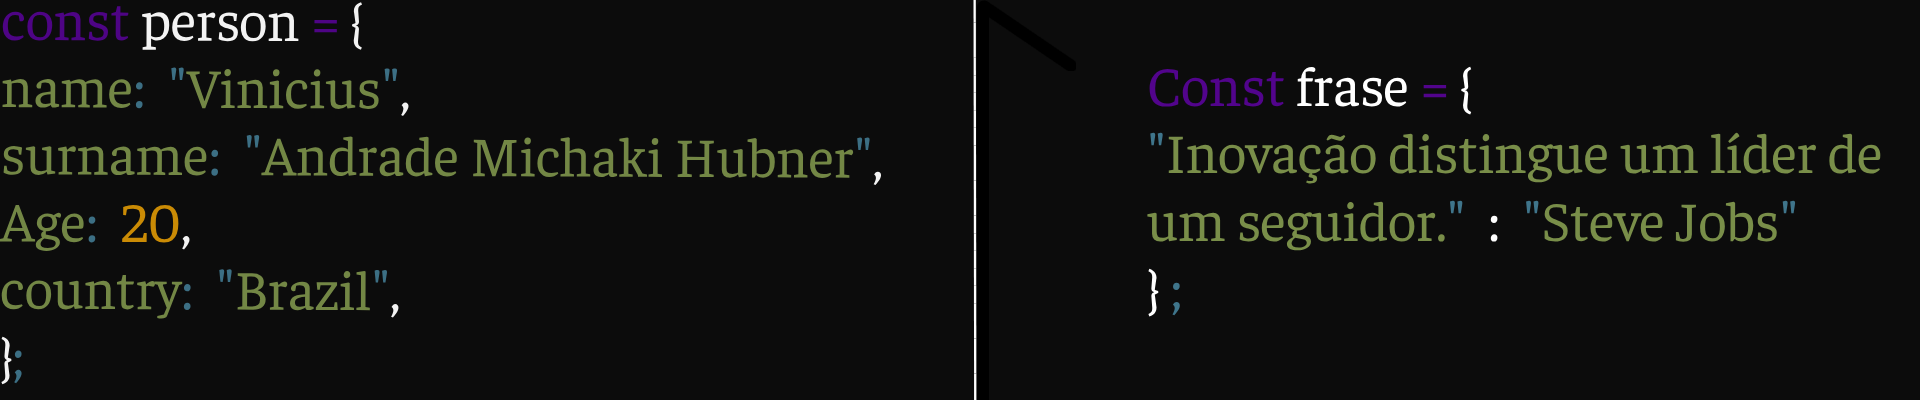 const person = {
name: "Vinicius",
surname: "Andrade Michaki Hubner",
Age: 20,
country: "Brazil",
};
Const frase = {
"Inovação distingue um líder de
um seguidor." : "Steve Jobs"
} ;